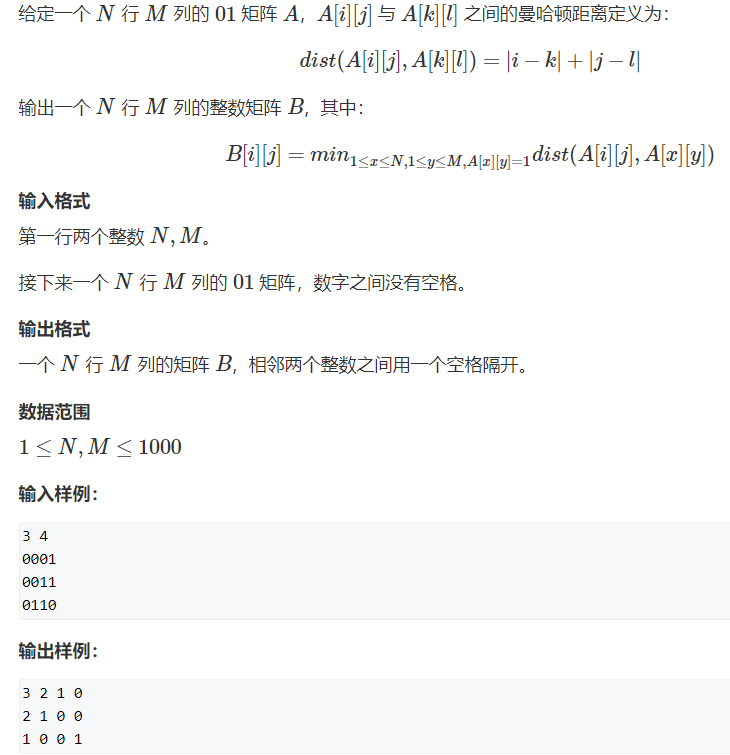 给定一个 N 行 M 列的 01 矩阵 A，A[i][j] 与 A[k][l] 之间的曼哈顿距离定义为：
dist(A[i][j], A[k][l]) = |i − k| + |j − l|
输出一个 N 行 M 列的整数矩阵 B，其中：
B[i][j] = min_{1≤x≤N,1≤y≤M,A[x][y]=1} dist(A[i][j], A[x][y])
输入格式
第一行两个整数 N, M。
接下来一个 N 行 M 列的 01 矩阵，数字之间没有空格。
输出格式
一个 N 行 M 列的矩阵 B，相邻两个整数之间用一个空格隔开。
数据范围
1 ≤ N, M ≤ 1000
输入样例：
3 4
0001
0011
0110
输出样例：
3 2 1 0
2 1 0 0
1 0 0 1